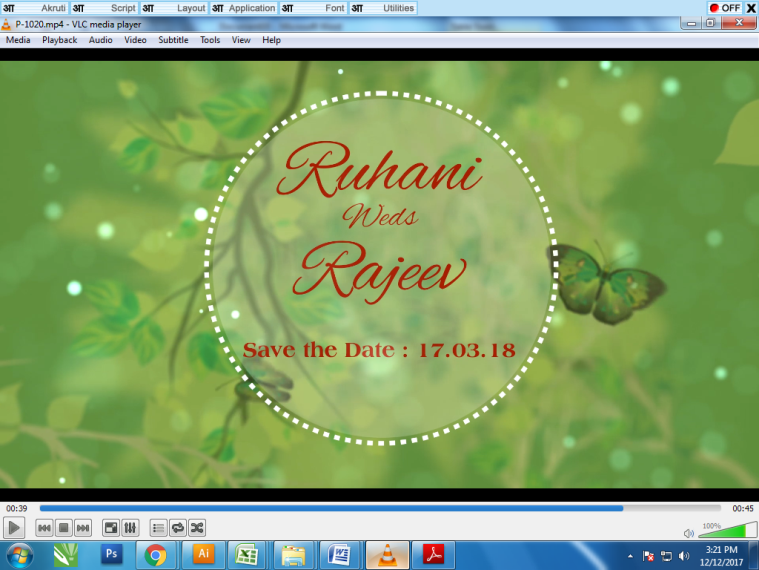 अा Akruti अा Script अा Layout अा Application अा Font अा Utilities OFF X
P-1020.mp4 - VLC media player
Media Playback Audio Video Subtitle Tools View Help
Ruhani
Weds
Rajeev
Save the Date : 17.03.18
00:39 00:45
100%
Ps Ai W
3:21 PM
12/12/2017